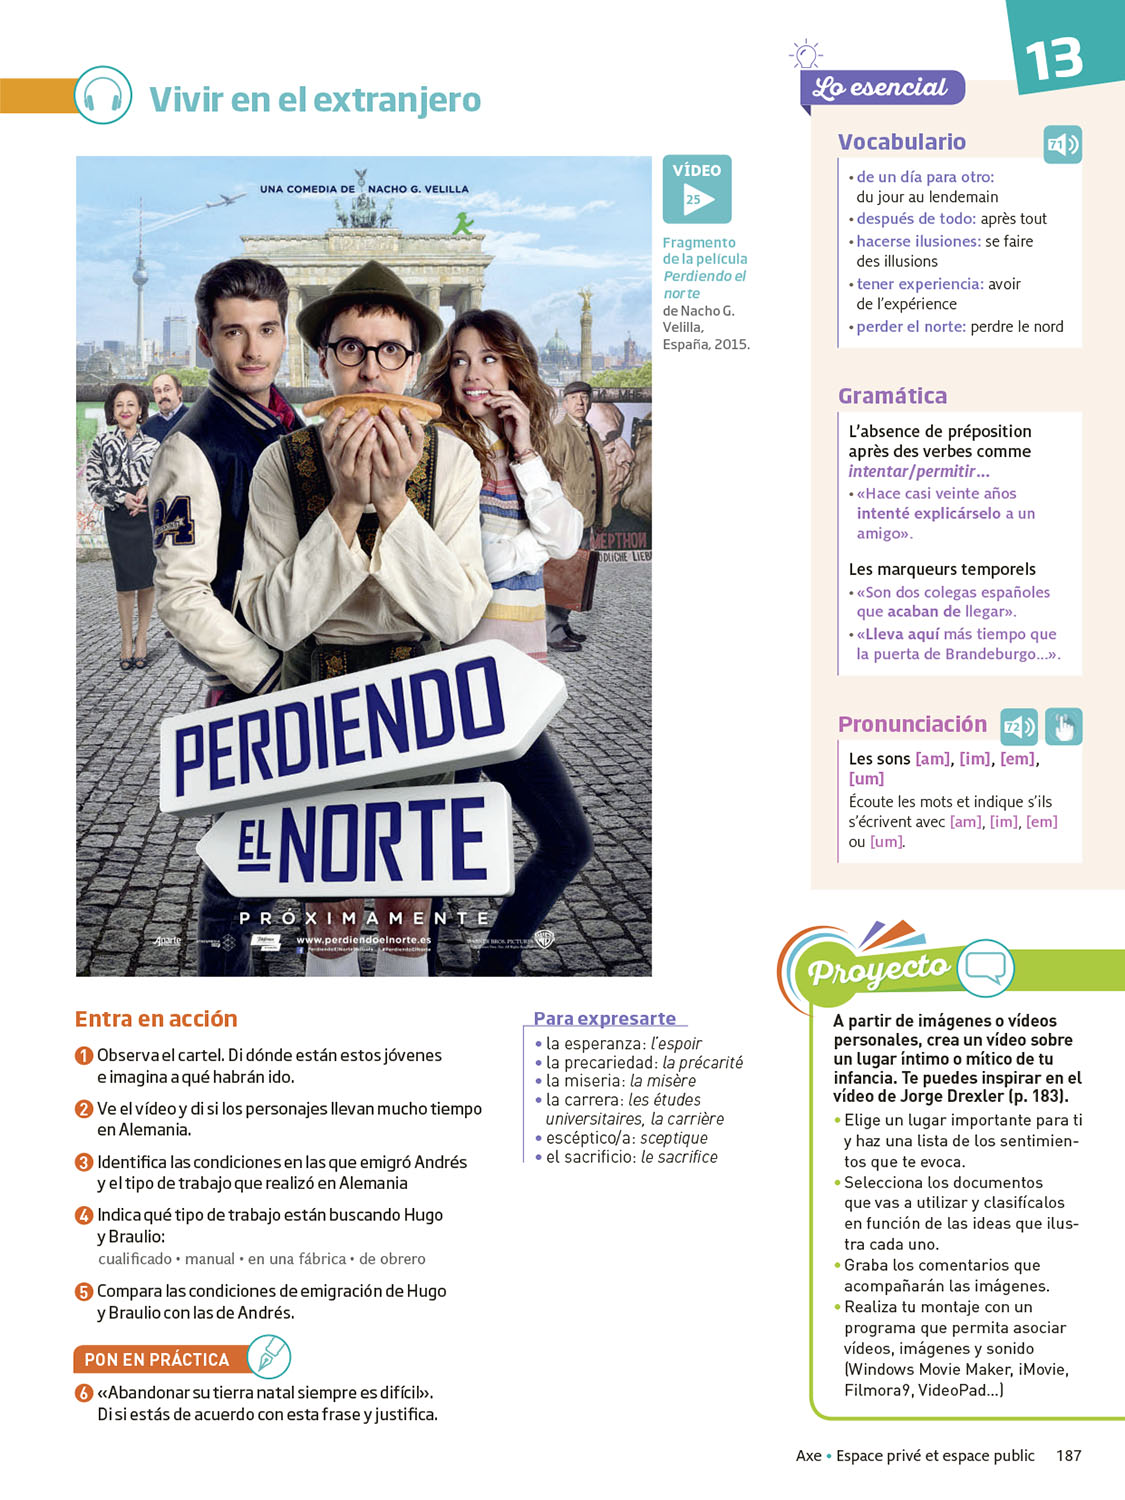 13
Vivir en el extranjero
UNA COMEDIA DE NACHO G. VELILLA
MHS
PERDIENDO
EL NORTE
PRÓXIMAMENTE
Aparte
www.perdiendoelnorte.es
VÍDEO
25
Fragmento
de la película
Perdiendo el
norte
de Nacho G.
Velilla,
España, 2015.
Entra en acción
1 Observa el cartel. Di dónde están estos jóvenes
e imagina a qué habrán ido.
2 Ve el vídeo y di si los personajes llevan mucho tiempo
en Alemania.
3 Identifica las condiciones en las que emigró Andrés
y el tipo de trabajo que realizó en Alemania
4 Indica qué tipo de trabajo están buscando Hugo
y Braulio:
cualificado • manual • en una fábrica • de obrero
5 Compara las condiciones de emigración de Hugo
y Braulio con las de Andrés.
PON EN PRÁCTICA
6 «Abandonar su tierra natal siempre es difícil».
Di si estás de acuerdo con esta frase y justifica.
Para expresarte
• la esperanza: l'espoir
• la precariedad: la précarité
• la miseria: la misère
• la carrera: les études
universitaires, la carrière
• escéptico/a: sceptique
• el sacrificio: le sacrifice
Lo esencial
Vocabulario
71
• de un día para otro:
du jour au lendemain
• después de todo: après tout
• hacerse ilusiones: se faire
des illusions
• tener experiencia: avoir
de l'expérience
• perder el norte: perdre le nord
Gramática
L'absence de préposition
après des verbes comme
intentar/permitir...
• «Hace casi veinte años
intenté explicárselo a un
amigo».
Les marqueurs temporels
• «Son dos colegas españoles
que acaban de llegar».
• «Lleva aquí más tiempo que
la puerta de Brandeburgo...».
Pronunciación
72
Les sons [am], [im], [em],
[um]
Écoute les mots et indique s'ils
s'écrivent avec [am], [im], [em]
ou [um].
Proyecto
A partir de imágenes o vídeos
personales, crea un vídeo sobre
un lugar íntimo o mítico de tu
infancia. Te puedes inspirar en el
vídeo de Jorge Drexler (p. 183).
• Elige un lugar importante para ti
y haz una lista de los sentimien-
tos que te evoca.
• Selecciona los documentos
que vas a utilizar y clasifícalos
en función de las ideas que ilus-
tra cada uno.
• Graba los comentarios que
acompañarán las imágenes.
• Realiza tu montaje con un
programa que permita asociar
vídeos, imágenes y sonido
(Windows Movie Maker, iMovie,
Filmora9, VideoPad...)
Axe • Espace privé et espace public 187